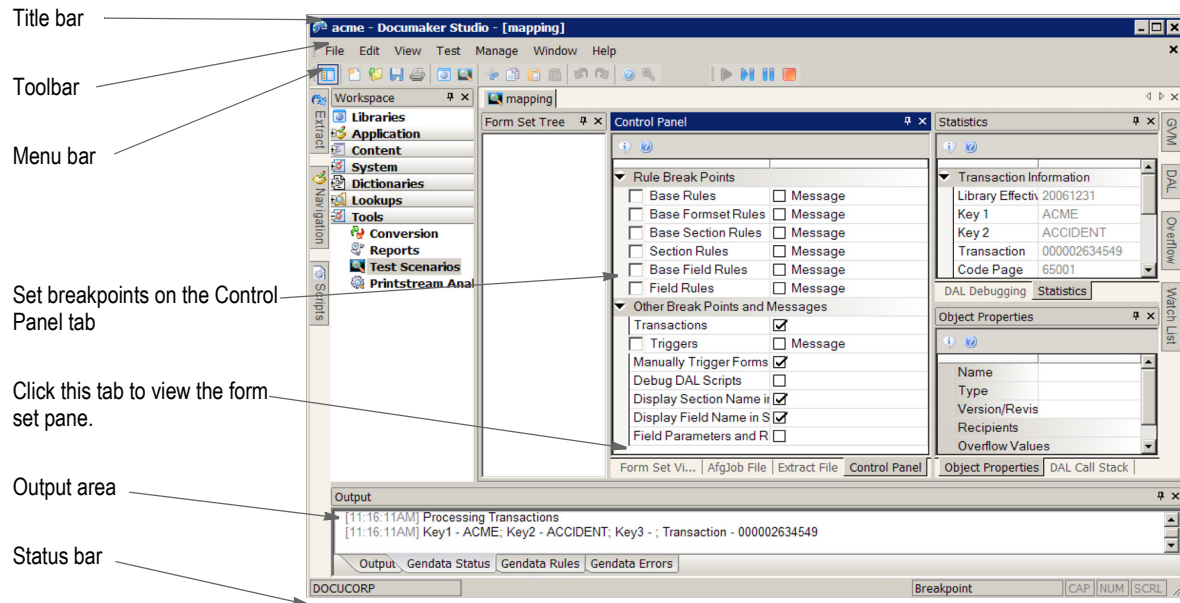 Title bar
Toolbar
Menu bar
Set breakpoints on the Control
Panel tab
Click this tab to view the form
set pane.
Output area
Status bar
acme - Documaker Studio - [mapping]
File Edit View Test Manage Window Help
Extract
Navigation
Scripts
Workspace
Libraries
Application
Content
System
Dictionaries
Lookups
Tools
Conversion
Reports
Test Scenarios
Printstream Anal
mapping
Form Set Tree
Control Panel
Rule Break Points
Base Rules Message
Base Formset Rules Message
Base Section Rules Message
Section Rules Message
Base Field Rules Message
Field Rules Message
Other Break Points and Messages
Transactions
Triggers Message
Manually Trigger Forms
Debug DAL Scripts
Display Section Name in
Display Field Name in S
Field Parameters and R
Form Set Vi... AfgJob File Extract File Control Panel
Statistics
Transaction Information
Library Effectiv 20061231
Key 1 ACME
Key 2 ACCIDENT
Transaction 000002634549
Code Page 65001
DAL Debugging Statistics
Object Properties
Name
Type
Version/Revis
Recipients
Overflow Values
Object Properties DAL Call Stack
GVM
DAL
Overflow
Watch List
Output
[11:16:11AM] Processing Transactions
[11:16:11AM] Key1 - ACME; Key2 - ACCIDENT; Key3 - ; Transaction - 000002634549
Output Gendata Status Gendata Rules Gendata Errors
DOCUCORP Breakpoint CAP NUM SCRL